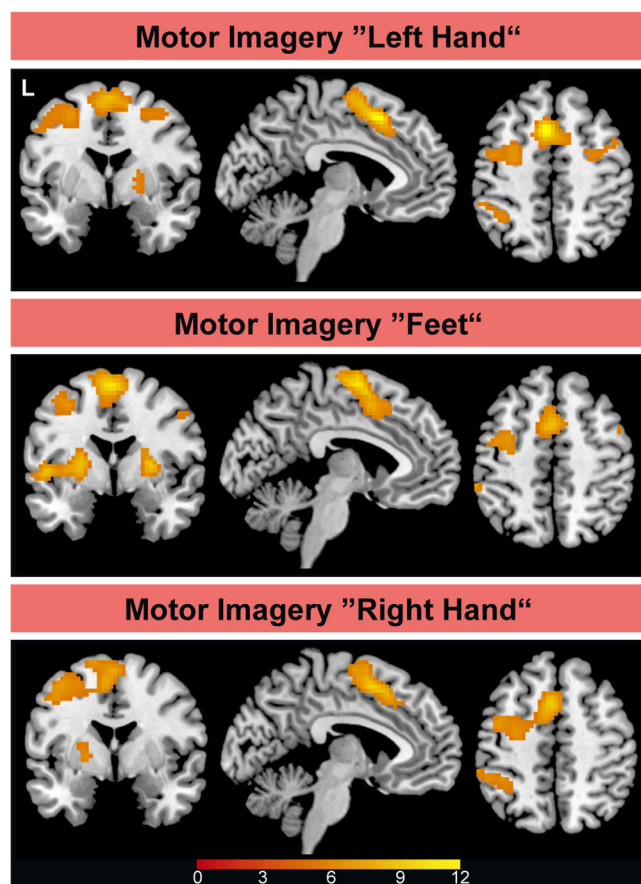 Motor Imagery ”Left Hand“
L
Motor Imagery ”Feet“
Motor Imagery ”Right Hand“
0 3 6 9 12